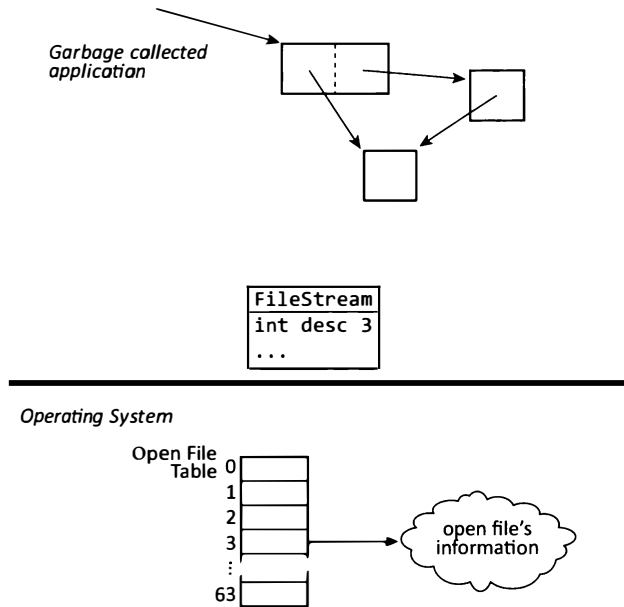 Garbage collected
application
FileStream
int desc 3
...
Operating System
Open File
Table
0
1
2
3
⋮
63
open file's
information